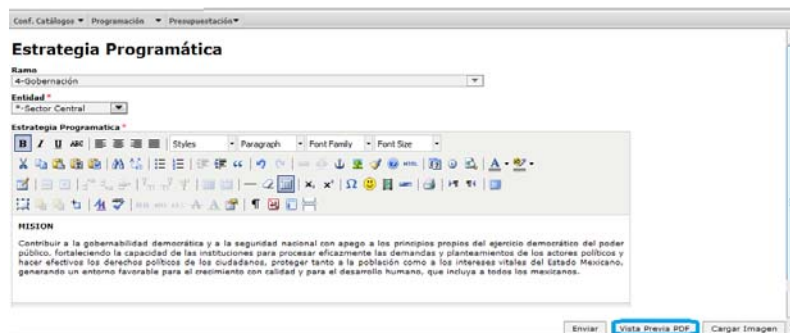 Conf. Catálogos Programación Presupuestación
Estrategia Programática
Ramo
4-Gobernación
Entidad *
*-Sector Central
Estrategia Programatica *
B I U ABC Styles Paragraph Font Family Font Size
MISION
Contribuir a la gobernabilidad democrática y a la seguridad nacional con apego a los principios propios del ejercicio democrático del poder
público, fortaleciendo la capacidad de las instituciones para procesar eficazmente las demandas y planteamientos de los actores políticos y
hacer efectivos los derechos políticos de los ciudadanos, proteger tanto a la población como a los intereses vitales del Estado Mexicano,
generando un entorno favorable para el crecimiento con calidad y para el desarrollo humano, que incluya a todos los mexicanos.
Enviar Vista Previa PDF Cargar Imagen